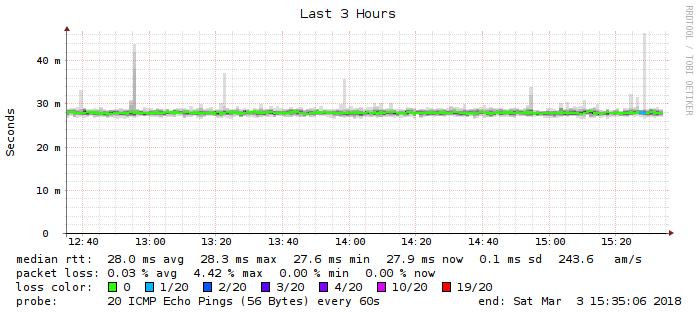 Last 3 Hours
RRDTOOL / TOBI OETIKER
Seconds
40 m
30 m
20 m
10 m
0
12:40 13:00 13:20 13:40 14:00 14:20 14:40 15:00 15:20
median rtt: 28.0 ms avg 28.3 ms max 27.6 ms min 27.9 ms now 0.1 ms sd 243.6 am/s
packet loss: 0.03 % avg 4.42 % max 0.00 % min 0.00 % now
loss color: 0 1/20 2/20 3/20 4/20 10/20 19/20
probe: 20 ICMP Echo Pings (56 Bytes) every 60s end: Sat Mar 3 15:35:06 2018